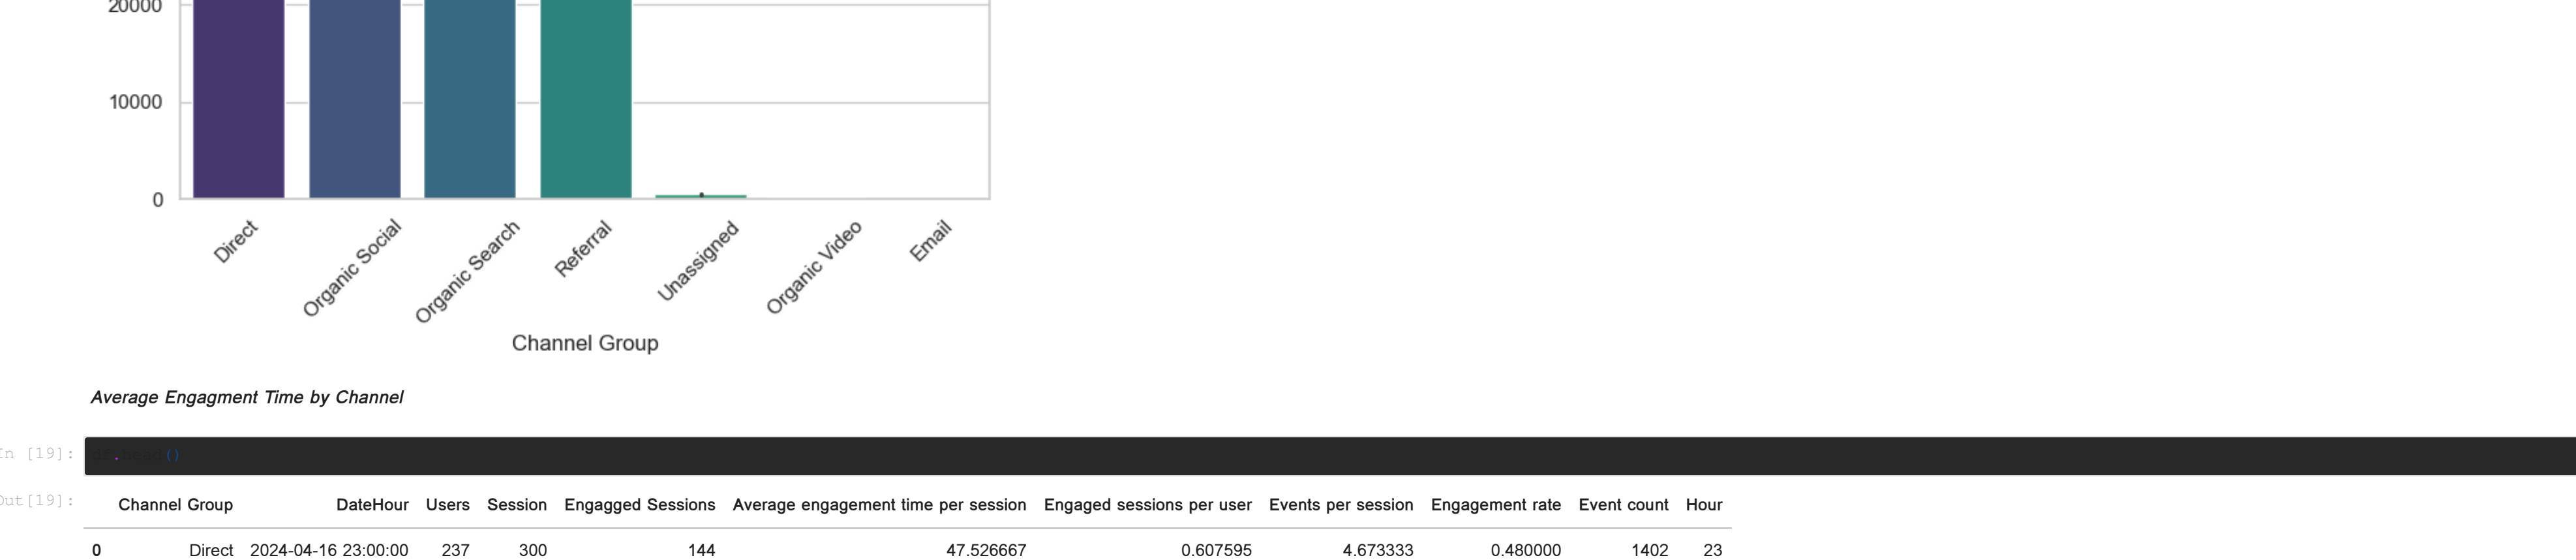 20000
10000
0
Direct Organic Social Organic Search Referral Unassigned Organic Video Email
Channel Group
Average Engagment Time by Channel
In [19]: df.head()
Out[19]:
Channel Group DateHour Users Session Engagged Sessions Average engagement time per session Engaged sessions per user Events per session Engagement rate Event count Hour
0 Direct 2024-04-16 23:00:00 237 300 144 47.526667 0.607595 4.673333 0.480000 1402 23